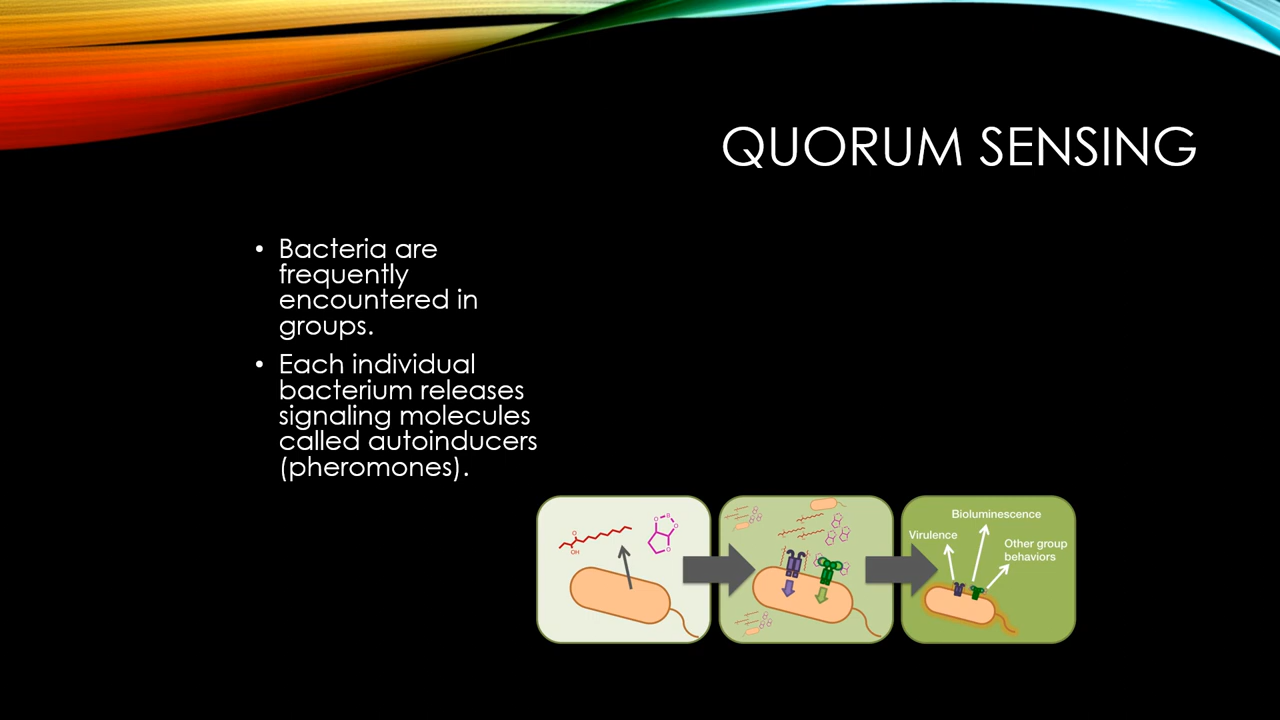 QUORUM SENSING
• Bacteria are
frequently
encountered in
groups.
• Each individual
bacterium releases
signaling molecules
called autoinducers
(pheromones).
O
OH
O B O
O
Bioluminescence
Virulence
Other group
behaviors